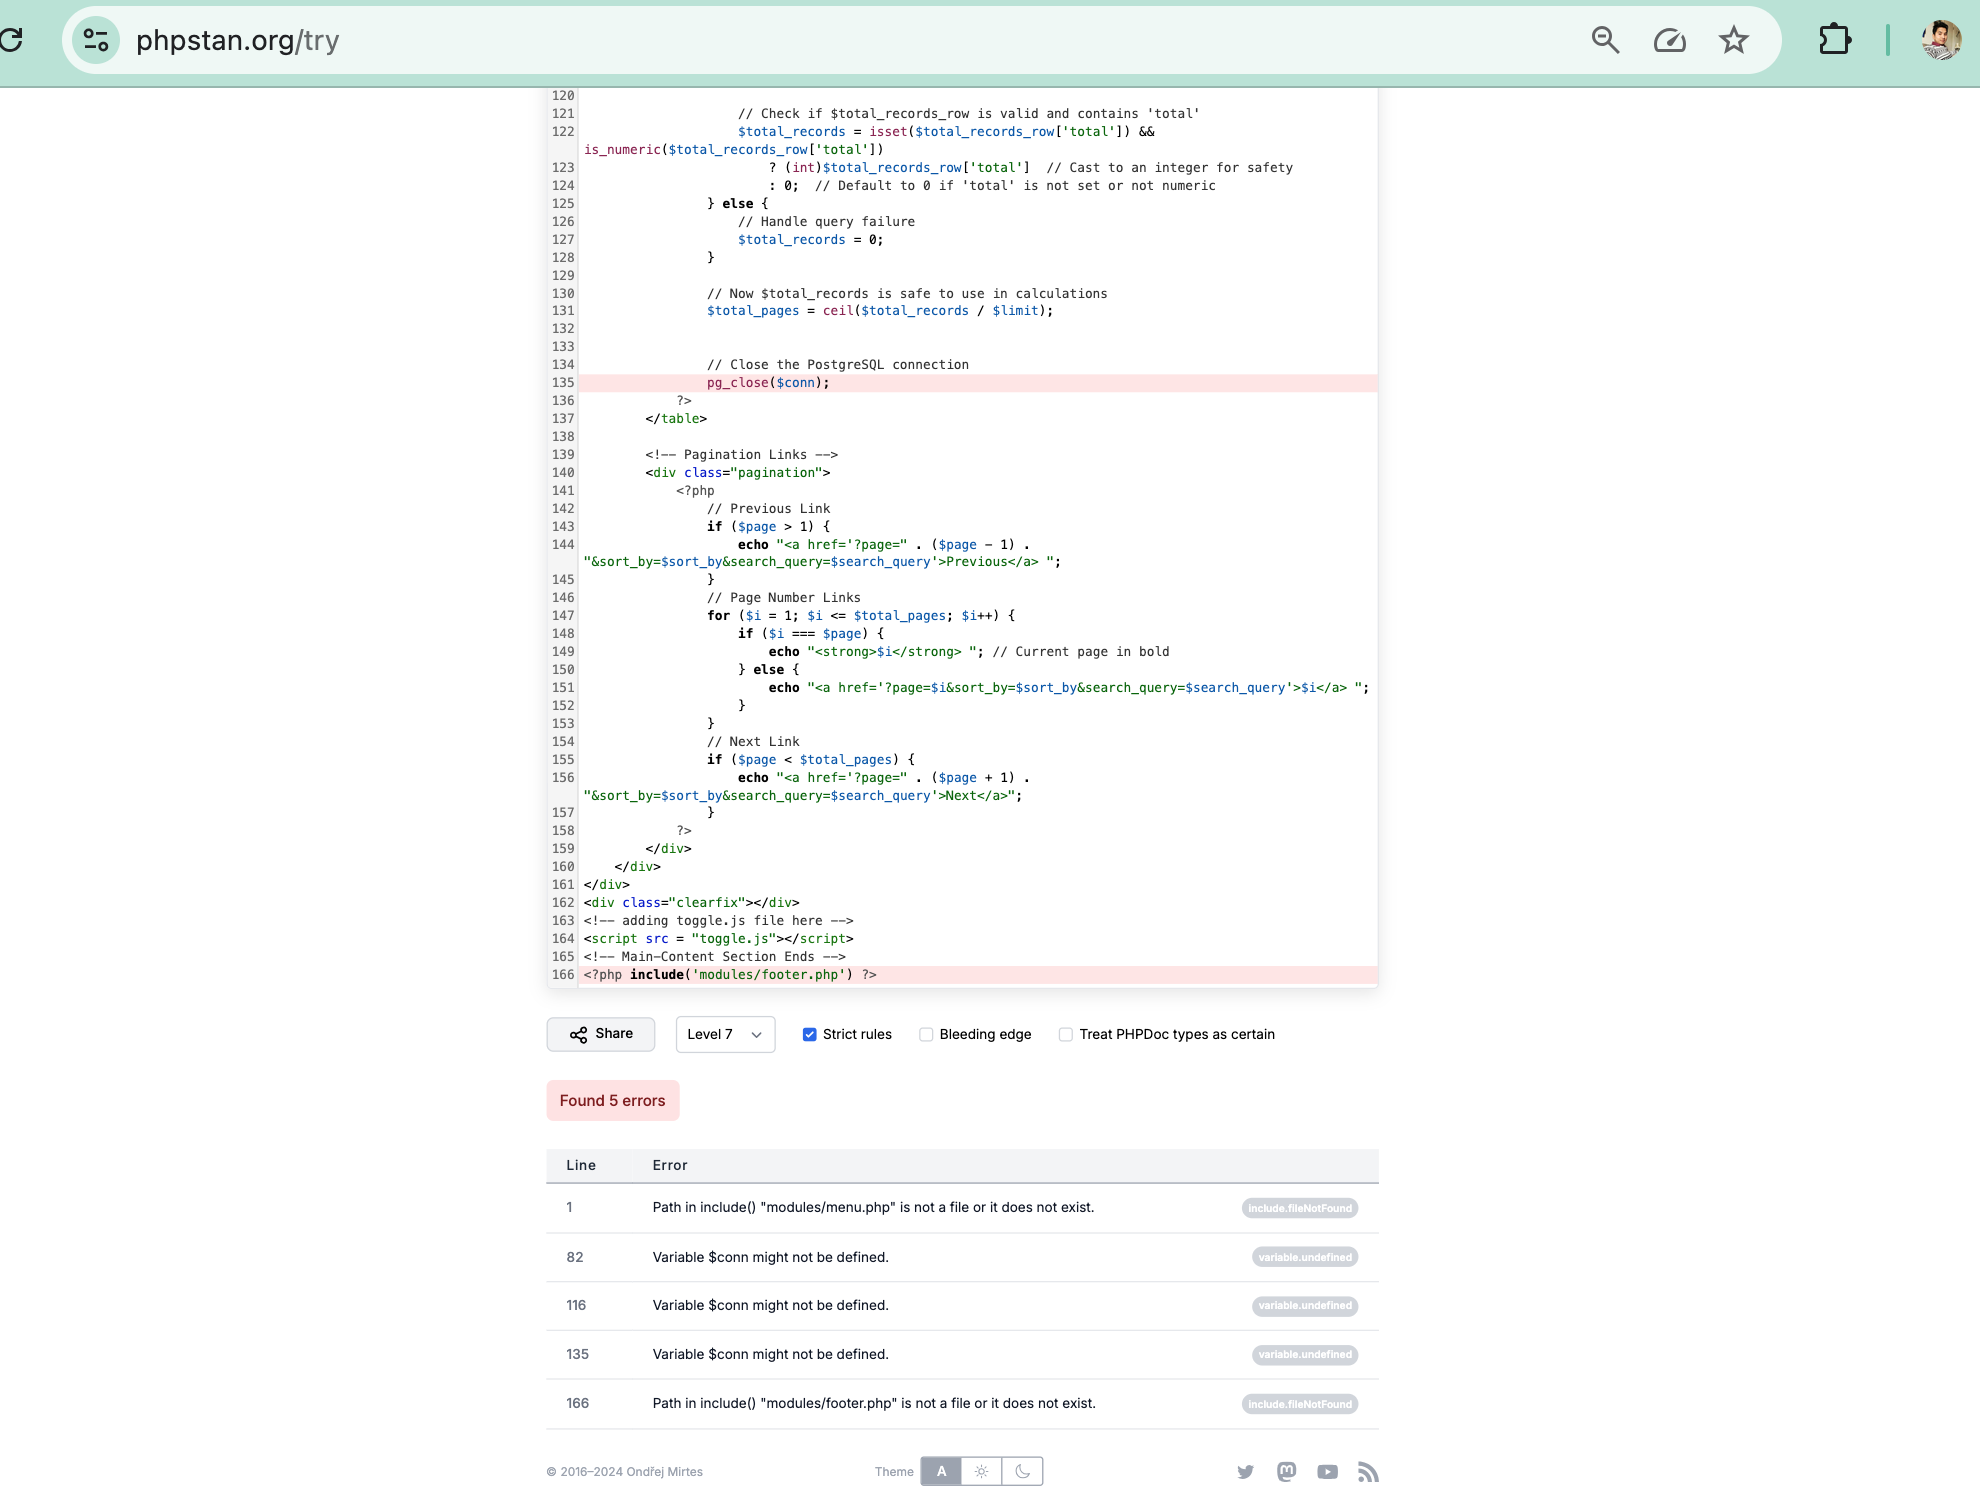 phpstan.org/try
120
121 // Check if $total_records_row is valid and contains 'total'
122 $total_records = isset($total_records_row['total']) &&
is_numeric($total_records_row['total'])
123 ? (int)$total_records_row['total'] // Cast to an integer for safety
124 : 0; // Default to 0 if 'total' is not set or not numeric
125 } else {
126 // Handle query failure
127 $total_records = 0;
128 }
129
130 // Now $total_records is safe to use in calculations
131 $total_pages = ceil($total_records / $limit);
132
133
134 // Close the PostgreSQL connection
135 pg_close($conn);
136 ?>
137 </table>
138
139 <!-- Pagination Links -->
140 <div class="pagination">
141 <?php
142 // Previous Link
143 if ($page > 1) {
144 echo "<a href='?page=" . ($page - 1) .
"&sort_by=$sort_by&search_query=$search_query'>Previous</a> ";
145 }
146 // Page Number Links
147 for ($i = 1; $i <= $total_pages; $i++) {
148 if ($i === $page) {
149 echo "<strong>$i</strong> "; // Current page in bold
150 } else {
151 echo "<a href='?page=$i&sort_by=$sort_by&search_query=$search_query'>$i</a> ";
152 }
153 }
154 // Next Link
155 if ($page < $total_pages) {
156 echo "<a href='?page=" . ($page + 1) .
"&sort_by=$sort_by&search_query=$search_query'>Next</a>";
157 }
158 ?>
159 </div>
160 </div>
161 </div>
162 <div class="clearfix"></div>
163 <!-- adding toggle.js file here -->
164 <script src = "toggle.js"></script>
165 <!-- Main-Content Section Ends -->
166 <?php include('modules/footer.php') ?>
Share Level 7 Strict rules Bleeding edge Treat PHPDoc types as certain
Found 5 errors
Line Error
1 Path in include() "modules/menu.php" is not a file or it does not exist. include.fileNotFound
82 Variable $conn might not be defined. variable.undefined
116 Variable $conn might not be defined. variable.undefined
135 Variable $conn might not be defined. variable.undefined
166 Path in include() "modules/footer.php" is not a file or it does not exist. include.fileNotFound
© 2016–2024 Ondřej Mirtes Theme A